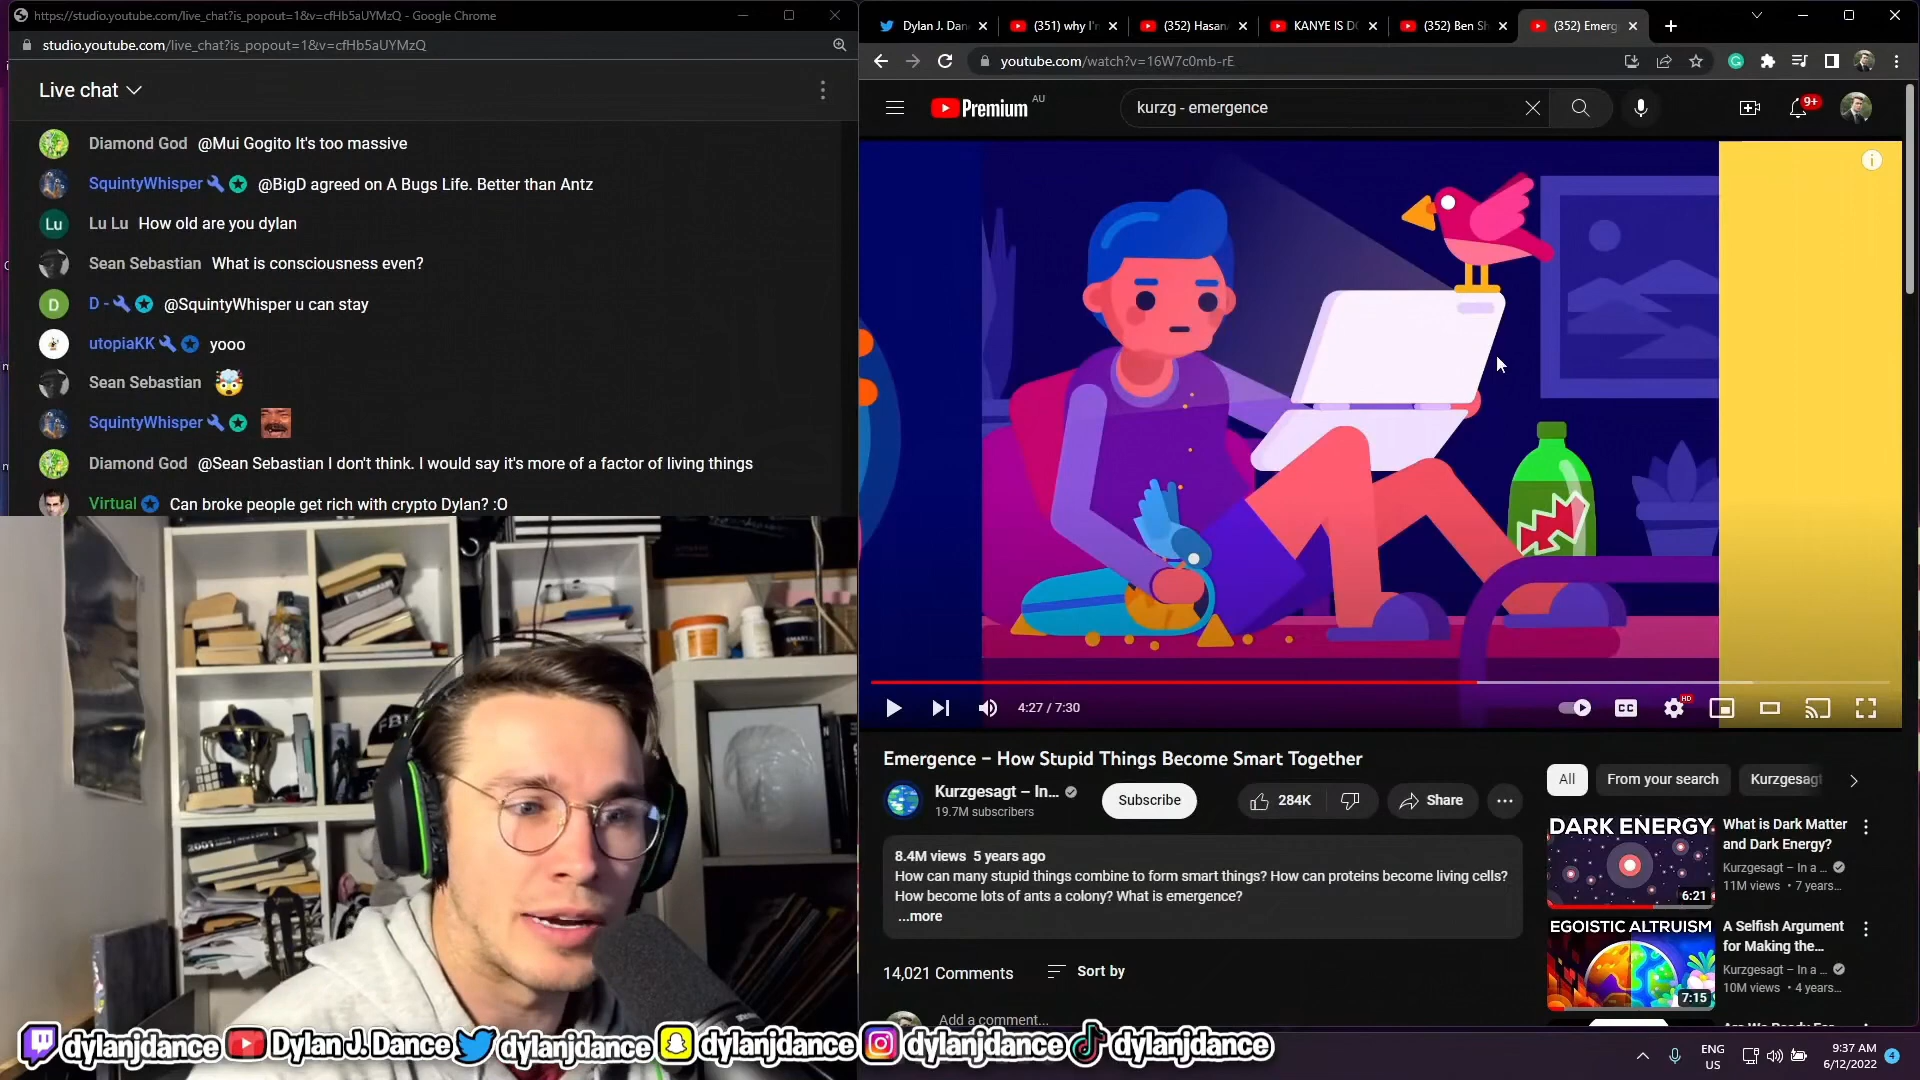 https://studio.youtube.com/live_chat?is_popout=1&v=cfHb5aUYMzQ - Google Chrome
studio.youtube.com/live_chat?is_popout=1&v=cfHb5aUYMzQ
Live chat
Diamond God @Mui Gogito It's too massive
SquintyWhisper @BigD agreed on A Bugs Life. Better than Antz
Lu Lu Lu How old are you dylan
Sean Sebastian What is consciousness even?
D D - @SquintyWhisper u can stay
utopiaKK yooo
Sean Sebastian
SquintyWhisper
Diamond God @Sean Sebastian I don't think. I would say it's more of a factor of living things
Virtual Can broke people get rich with crypto Dylan? :O
2001
Dylan J. Danc
(351) why I'm
(352) Hasan
KANYE IS DO
(352) Ben Sh
(352) Emerg
youtube.com/watch?v=16W7c0mb-rE
Premium AU
kurzg - emergence
9+
4:27 / 7:30
CC
HD
Emergence – How Stupid Things Become Smart Together
Kurzgesagt – In...
19.7M subscribers
Subscribe
284K
Share
8.4M views 5 years ago
How can many stupid things combine to form smart things? How can proteins become living cells?
How become lots of ants a colony? What is emergence?
...more
14,021 Comments
Sort by
Add a comment...
All
From your search
Kurzgesagt
DARK ENERGY
6:21
What is Dark Matter
and Dark Energy?
Kurzgesagt – In a ...
11M views • 7 years...
EGOISTIC ALTRUISM
7:15
A Selfish Argument
for Making the...
Kurzgesagt – In a ...
10M views • 4 years...
dylanjdance
Dylan J. Dance
dylanjdance
dylanjdance
dylanjdance
dylanjdance
ENG
US
9:37 AM
6/12/2022
4